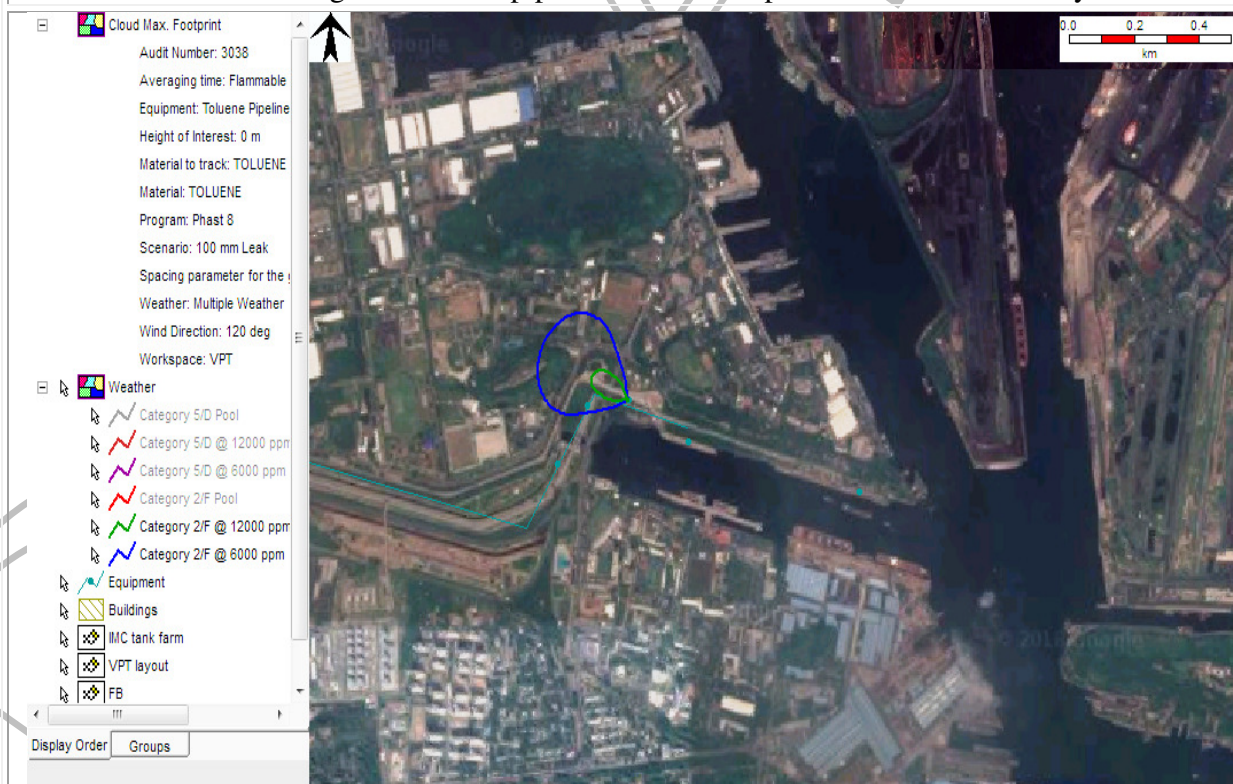 Cloud Max. Footprint
Audit Number: 3038
Averaging time: Flammable
Equipment: Toluene Pipeline
Height of Interest: 0 m
Material to track: TOLUENE
Material: TOLUENE
Program: Phast 8
Scenario: 100 mm Leak
Spacing parameter for the
Weather: Multiple Weather
Wind Direction: 120 deg
Workspace: VPT
Weather
Category 5/D Pool
Category 5/D @ 12000 ppm
Category 5/D @ 6000 ppm
Category 2/F Pool
Category 2/F @ 12000 ppm
Category 2/F @ 6000 ppm
Equipment
Buildings
IMC tank farm
VPT layout
FB
Display Order Groups
0.0 0.2 0.4
km